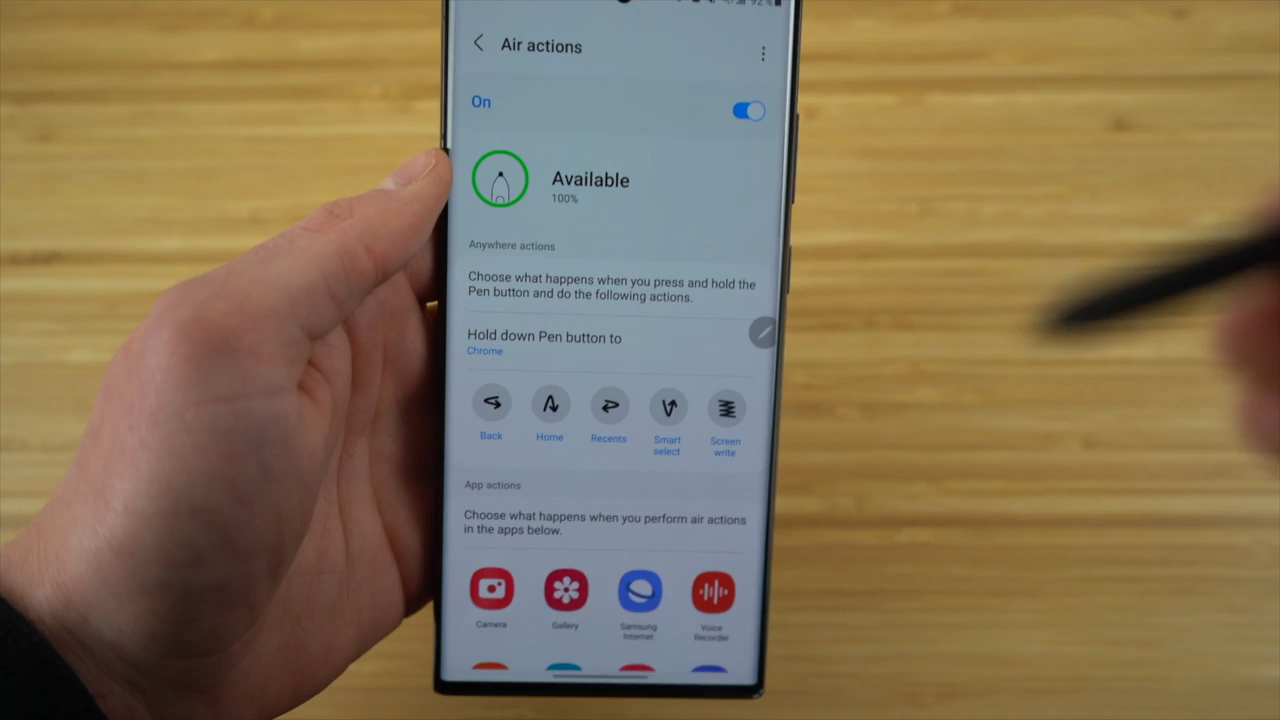 92%
Air actions
On
Available
100%
Anywhere actions
Choose what happens when you press and hold the
Pen button and do the following actions.
Hold down Pen button to
Chrome
Back Home Recents Smart select Screen write
App actions
Choose what happens when you perform air actions
in the apps below.
Camera Gallery Samsung Internet Voice Recorder